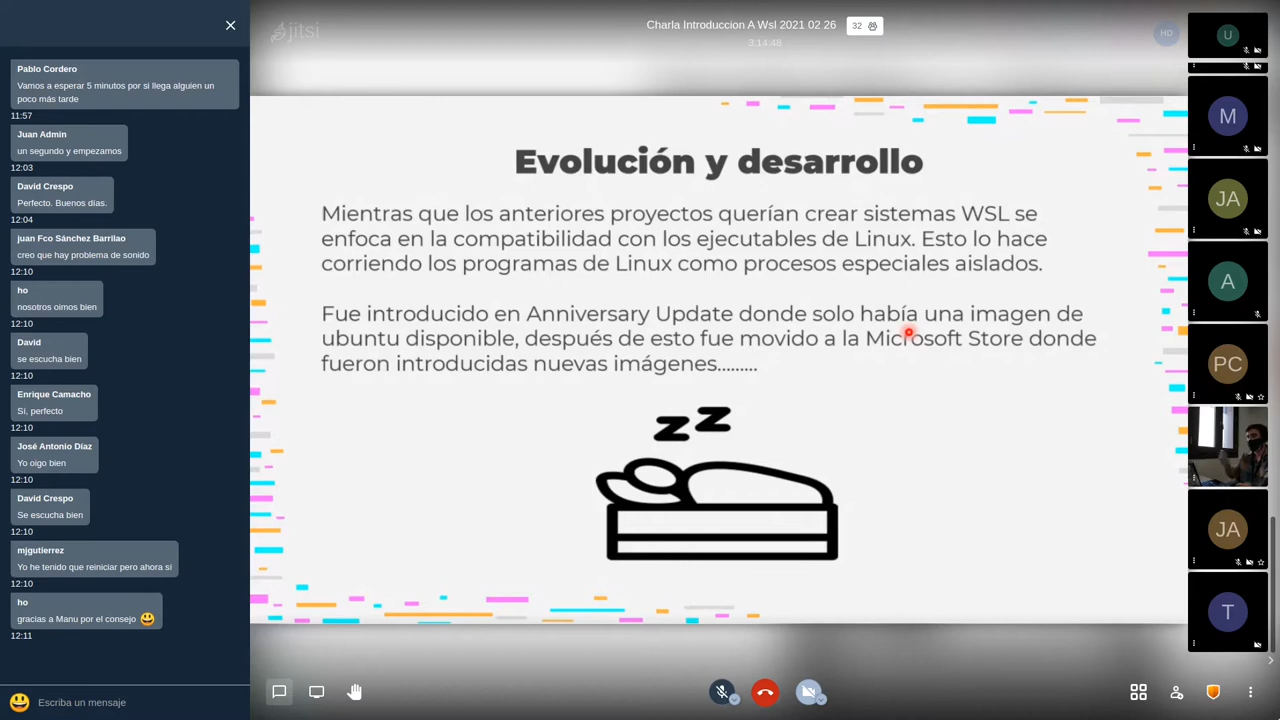 Pablo Cordero
Vamos a esperar 5 minutos por si llega alguien un
poco más tarde
11:57
Juan Admin
un segundo y empezamos
12:03
David Crespo
Perfecto. Buenos días.
12:04
juan Fco Sánchez Barrilao
creo que hay problema de sonido
12:10
ho
nosotros oimos bien
12:10
David
se escucha bien
12:10
Enrique Camacho
Sí, perfecto
12:10
José Antonio Díaz
Yo oigo bien
12:10
David Crespo
Se escucha bien
12:10
mjgutierrez
Yo he tenido que reiniciar pero ahora sí
12:10
ho
gracias a Manu por el consejo 😃
12:11
Escriba un mensaje
jitsi
Charla Introduccion A Wsl 2021 02 26
32
3:14:48
HD
Evolución y desarrollo
Mientras que los anteriores proyectos querían crear sistemas WSL se
enfoca en la compatibilidad con los ejecutables de Linux. Esto lo hace
corriendo los programas de Linux como procesos especiales aislados.
Fue introducido en Anniversary Update donde solo había una imagen de
ubuntu disponible, después de esto fue movido a la Microsoft Store donde
fueron introducidas nuevas imágenes.........
z z
U
M
JA
A
PC
JA
T